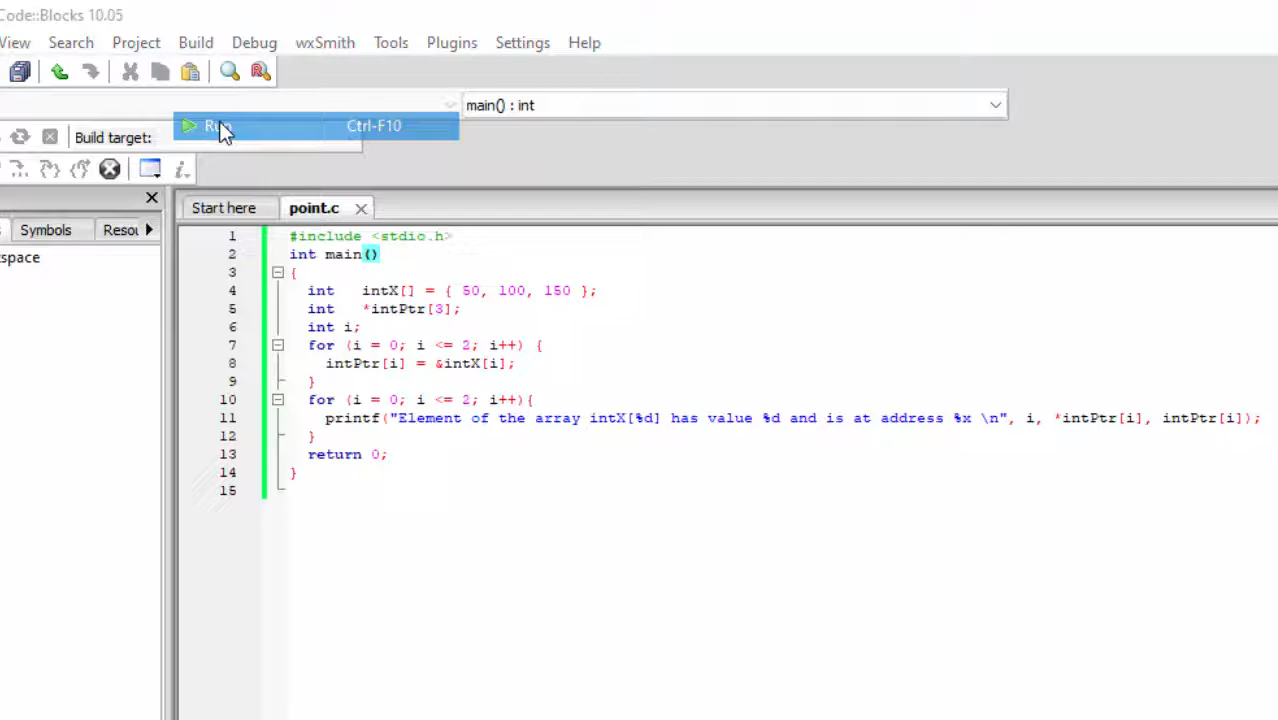 Code::Blocks 10.05
View Search Project Build Debug wxSmith Tools Plugins Settings Help
main() : int
Run Ctrl-F10
Build target:
Start here point.c
Symbols
1 #include <stdio.h>
2 int main()
3 {
4 int intX[] = { 50, 100, 150 };
5 int *intPtr[3];
6 int i;
7 for (i = 0; i <= 2; i++) {
8 intPtr[i] = &intX[i];
9 }
10 for (i = 0; i <= 2; i++){
11 printf("Element of the array intX[%d] has value %d and is at address %x \n", i, *intPtr[i], intPtr[i]);
12 }
13 return 0;
14 }
15